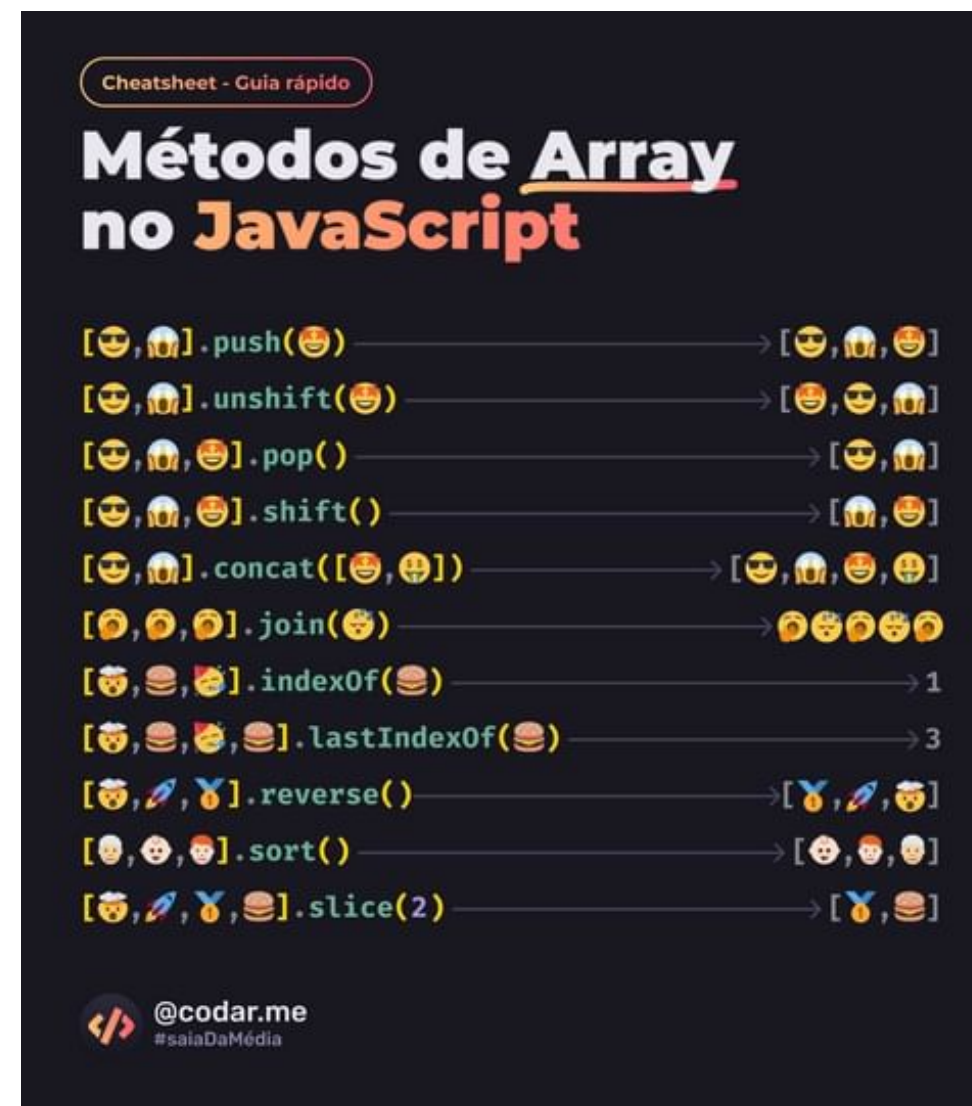 Cheatsheet - Guia rápido
Métodos de Array
no JavaScript
[😎,😱].push(🤩) → [😎,😱,🤩]
[😎,😱].unshift(🤩) → [🤩,😎,😱]
[😎,😱,🤩].pop() → [😎,😱]
[😎,😱,🤩].shift() → [😱,🤩]
[😎,😱].concat([🤩,🤑]) → [😎,😱,🤩,🤑]
[🥱,🥱,🥱].join(😴) → 🥱😴🥱😴🥱
[🤯,🍔,🥳].indexOf(🍔) → 1
[🤯,🍔,🥳,🍔].lastIndexOf(🍔) → 3
[🤯,🚀,🥇].reverse() → [🥇,🚀,🤯]
[👨🏻‍🦳,👶🏻,👨🏻‍🦰].sort() → [👶🏻,👨🏻‍🦰,👨🏻‍🦳]
[🤯,🚀,🥇,🍔].slice(2) → [🥇,🍔]
</> @codar.me
#saiaDaMédia